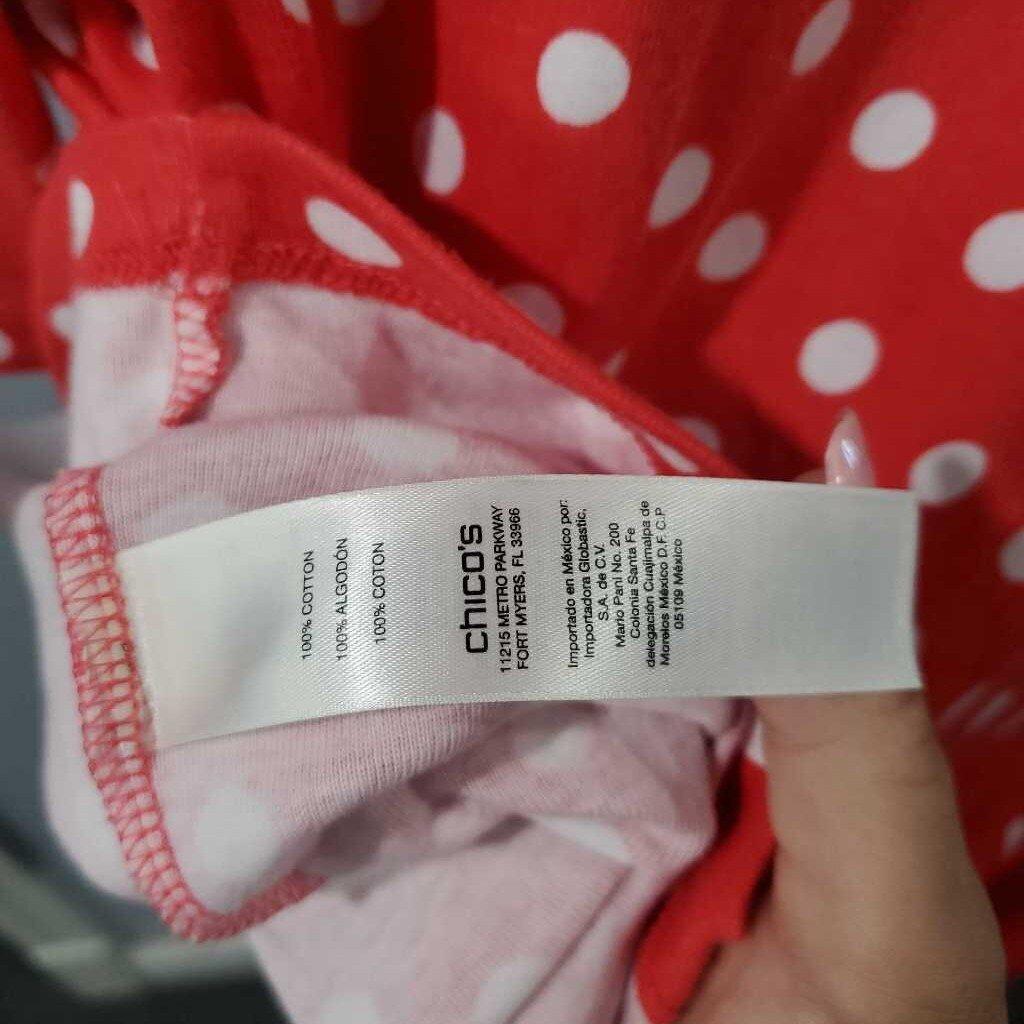 100% COTTON
100% ALGODÓN
100% COTON
chico's
11215 METRO PARKWAY
FORT MYERS, FL 33966
Importado en México por:
Importadora Globastic,
S.A. de C.V.
Mario Pani No. 200
Colonia Santa Fe
delegación Cuajimalpa de
Morelos México D.F. C.P
05109 México